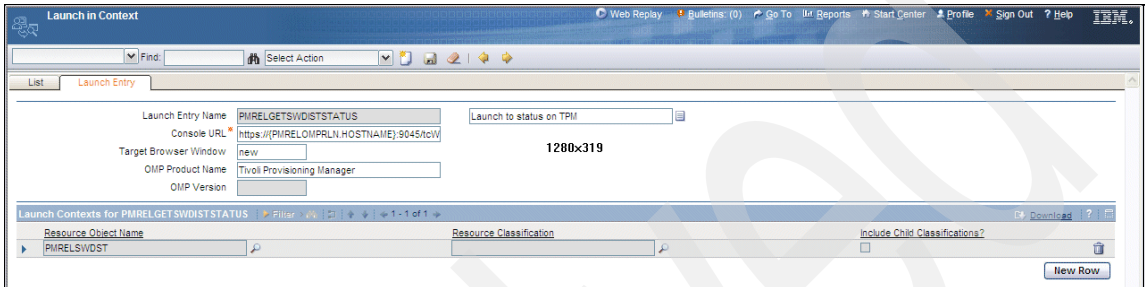 Launch in Context Web Replay Bulletins: (0) Go To Reports Start Center Profile Sign Out ? Help IBM.
Find: Select Action
List Launch Entry
Launch Entry Name PMRELGETSWDISTSTATUS Launch to status on TPM
Console URL* https://{PMRELOMPRLN.HOSTNAME}:9045/tcW
1280x319
Target Browser Window new
OMP Product Name Tivoli Provisioning Manager
OMP Version
Launch Contexts for PMRELGETSWDISTSTATUS Filter 1 - 1 of 1 Download ?
Resource Object Name Resource Classification Include Child Classifications?
PMRELSWDST
New Row